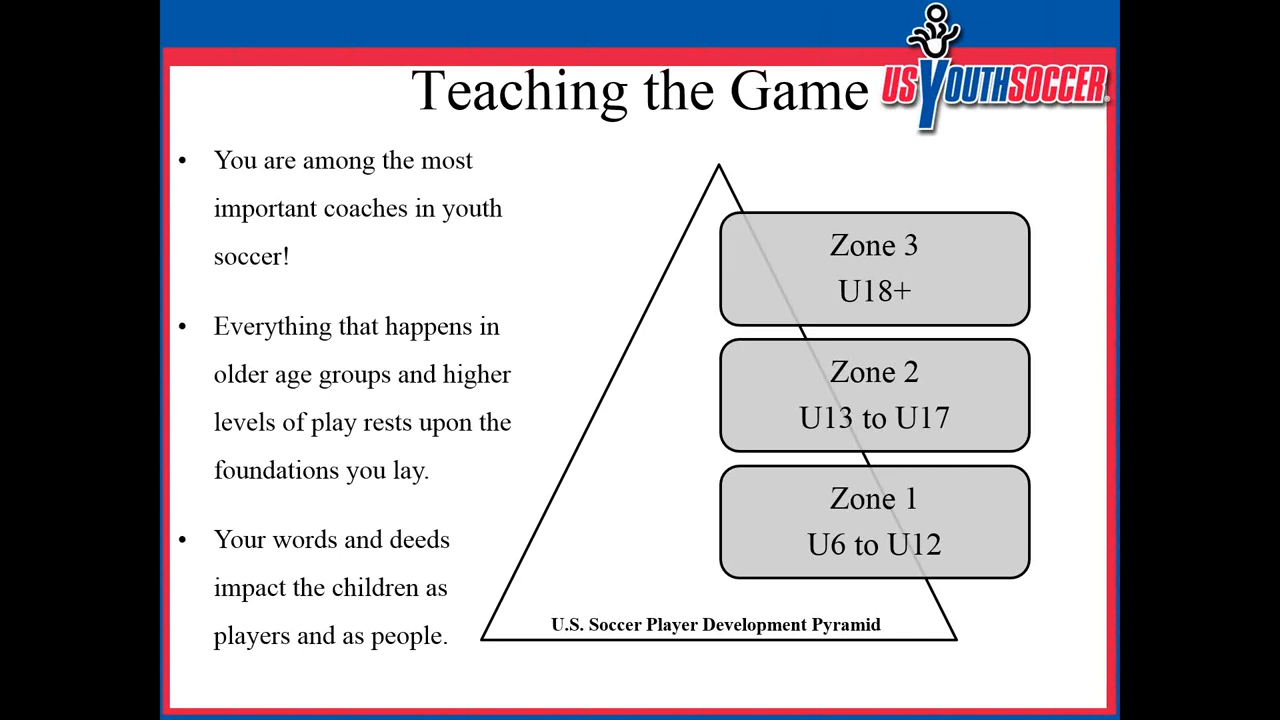 Teaching the Game
US YOUTH SOCCER®
• You are among the most
important coaches in youth
soccer!
• Everything that happens in
older age groups and higher
levels of play rests upon the
foundations you lay.
• Your words and deeds
impact the children as
players and as people.
Zone 3
U18+
Zone 2
U13 to U17
Zone 1
U6 to U12
U.S. Soccer Player Development Pyramid